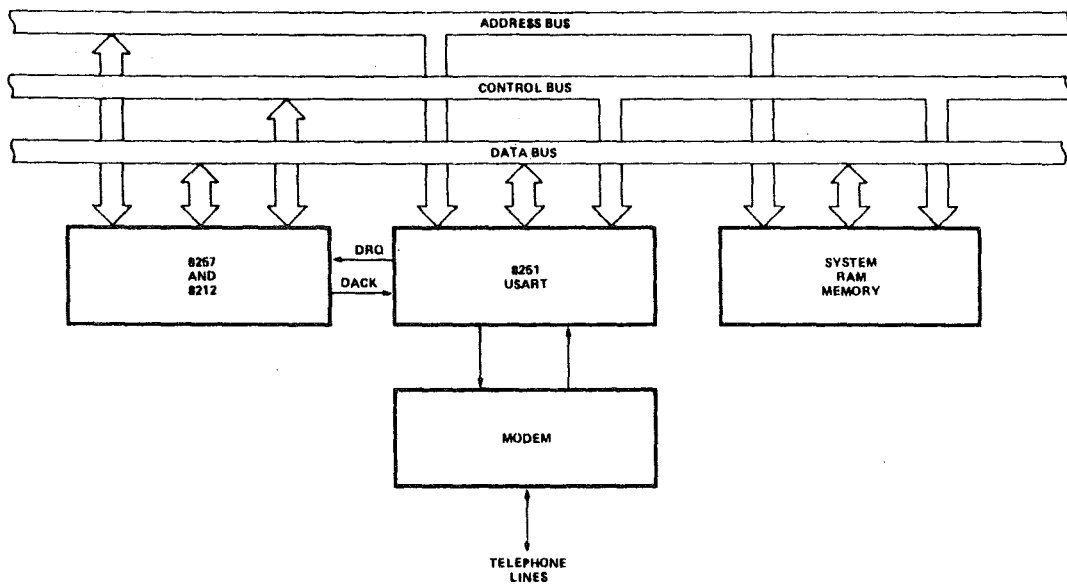 ADDRESS BUS
CONTROL BUS
DATA BUS
8257
AND
8212
DRQ
DACK
8251
USART
SYSTEM
RAM
MEMORY
MODEM
TELEPHONE
LINES